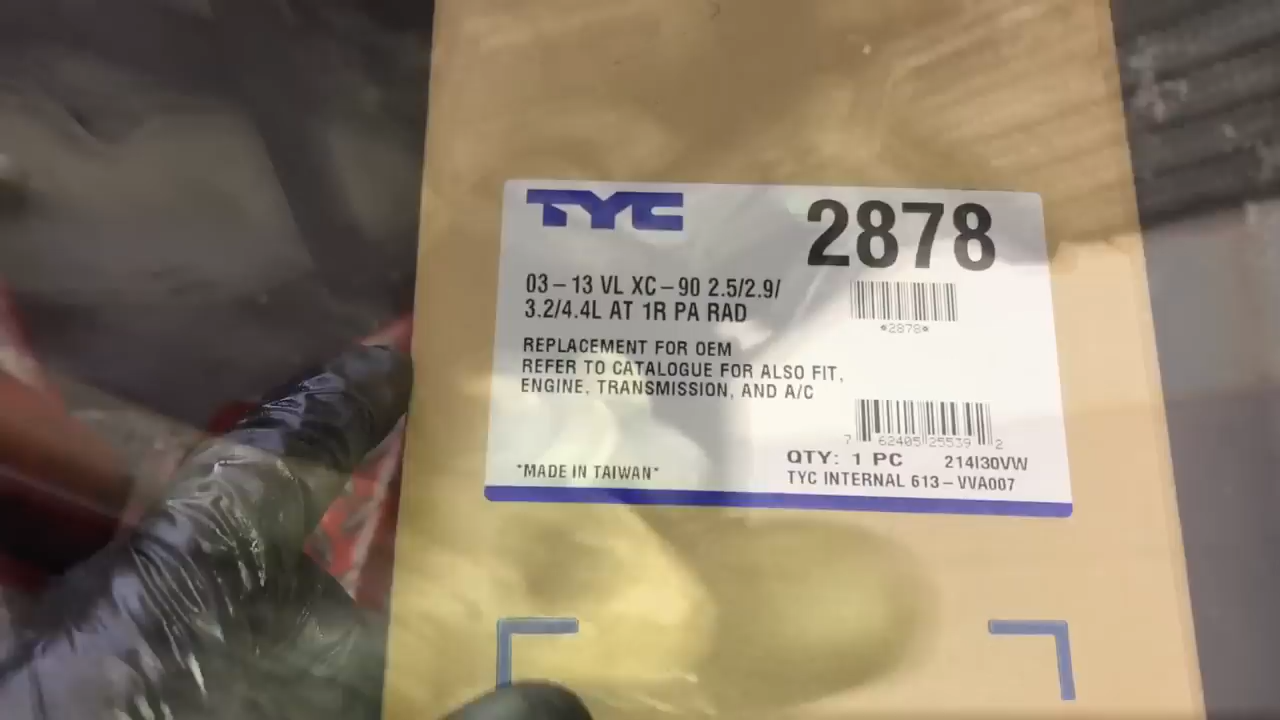 TYC
2878
03-13 VL XC-90 2.5/2.9/
3.2/4.4L AT 1R PA RAD
*2878*
REPLACEMENT FOR OEM
REFER TO CATALOGUE FOR ALSO FIT,
ENGINE, TRANSMISSION, AND A/C
7 62405 25539 2
QTY: 1 PC 214I30VW
*MADE IN TAIWAN*
TYC INTERNAL 613-VVA007